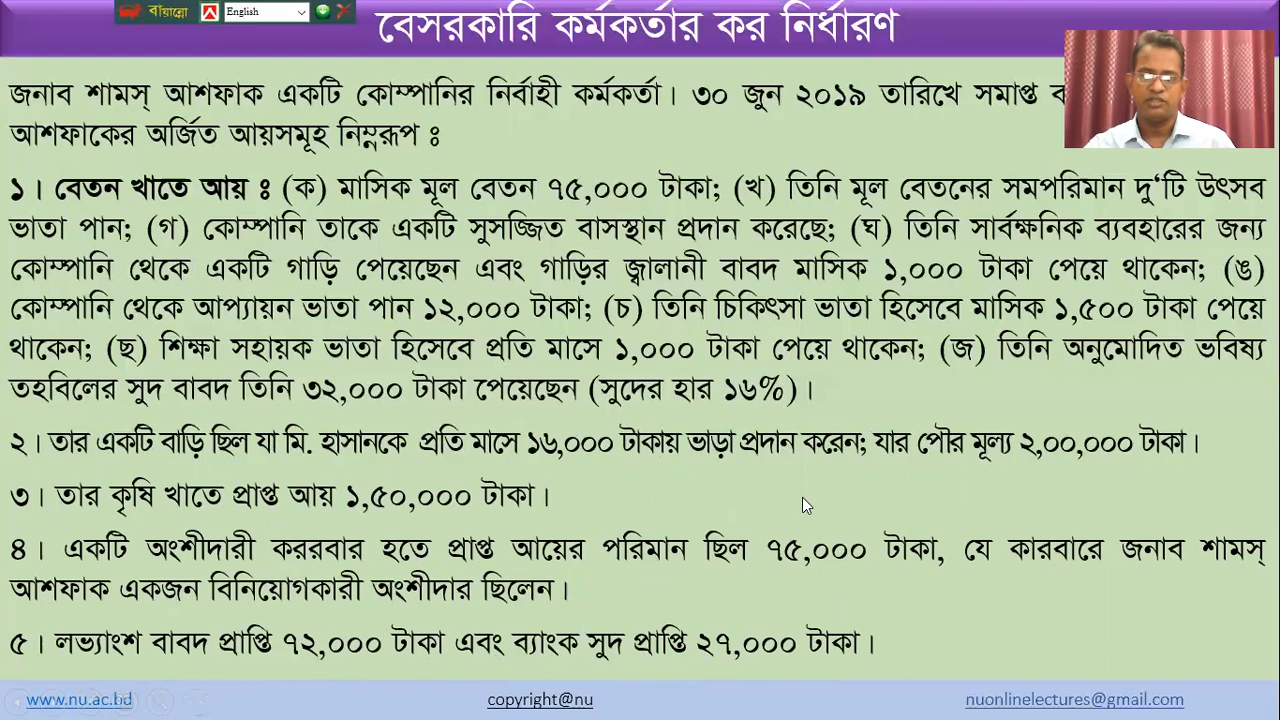 বাঁয়ান্নো English
বেসরকারি কর্মকর্তার কর নির্ধারণ
জনাব শামস্ আশফাক একটি কোম্পানির নির্বাহী কর্মকর্তা। ৩০ জুন ২০১৯ তারিখে সমাপ্ত
আশফাকের অর্জিত আয়সমূহ নিম্নরূপ ঃ
১। বেতন খাতে আয় ঃ (ক) মাসিক মূল বেতন ৭৫,০০০ টাকা; (খ) তিনি মূল বেতনের সমপরিমান দু'টি উৎসব
ভাতা পান; (গ) কোম্পানি তাকে একটি সুসজ্জিত বাসস্থান প্রদান করেছে; (ঘ) তিনি সার্বক্ষনিক ব্যবহারের জন্য
কোম্পানি থেকে একটি গাড়ি পেয়েছেন এবং গাড়ির জ্বালানী বাবদ মাসিক ১,০০০ টাকা পেয়ে থাকেন; (ঙ)
কোম্পানি থেকে আপ্যায়ন ভাতা পান ১২,০০০ টাকা; (চ) তিনি চিকিৎসা ভাতা হিসেবে মাসিক ১,৫০০ টাকা পেয়ে
থাকেন; (ছ) শিক্ষা সহায়ক ভাতা হিসেবে প্রতি মাসে ১,০০০ টাকা পেয়ে থাকেন; (জ) তিনি অনুমোদিত ভবিষ্য
তহবিলের সুদ বাবদ তিনি ৩২,০০০ টাকা পেয়েছেন (সুদের হার ১৬%)।
২। তার একটি বাড়ি ছিল যা মি. হাসানকে প্রতি মাসে ১৬,০০০ টাকায় ভাড়া প্রদান করেন; যার পৌর মূল্য ২,০০,০০০ টাকা।
৩। তার কৃষি খাতে প্রাপ্ত আয় ১,৫০,০০০ টাকা।
৪। একটি অংশীদারী কররবার হতে প্রাপ্ত আয়ের পরিমান ছিল ৭৫,০০০ টাকা, যে কারবারে জনাব শামস্
আশফাক একজন বিনিয়োগকারী অংশীদার ছিলেন।
৫। লভ্যাংশ বাবদ প্রাপ্তি ৭২,০০০ টাকা এবং ব্যাংক সুদ প্রাপ্তি ২৭,০০০ টাকা।
www.nu.ac.bd copyright@nu nuonlinelectures@gmail.com